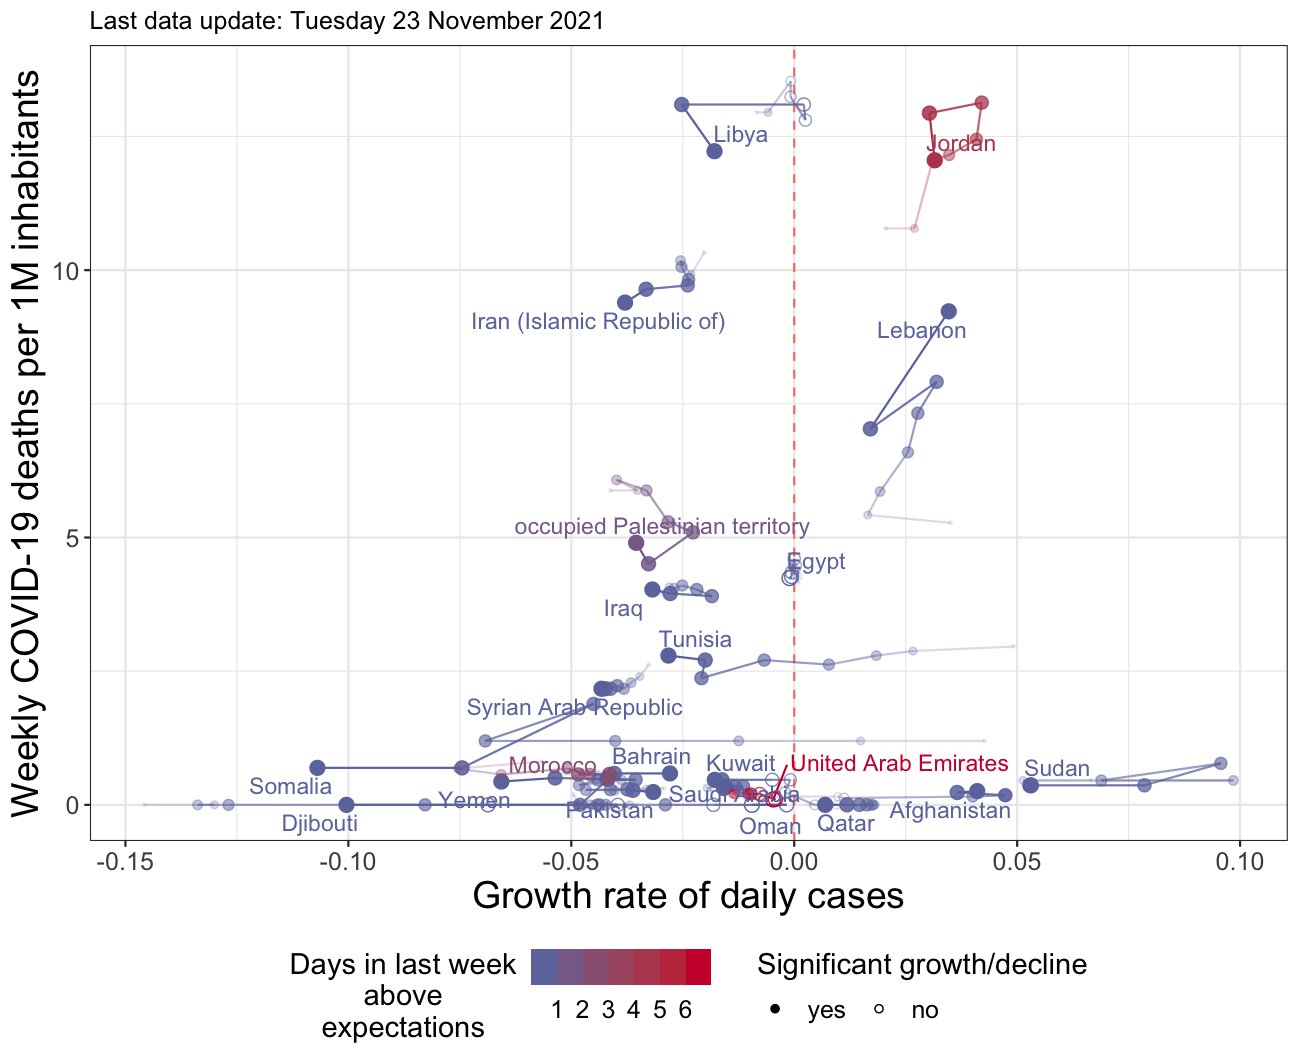 Last data update: Tuesday 23 November 2021
Weekly COVID-19 deaths per 1M inhabitants
10
5
0
Libya
Jordan
Iran (Islamic Republic of)
Lebanon
occupied Palestinian territory
Egypt
Iraq
Tunisia
Syrian Arab Republic
Bahrain
Morocco
Kuwait
United Arab Emirates
Sudan
Somalia
Yemen
Saudi Arabia
Pakistan
Afghanistan
Djibouti
Oman
Qatar
-0.15 -0.10 -0.05 0.00 0.05 0.10
Growth rate of daily cases
Days in last week
above
expectations
1 2 3 4 5 6
Significant growth/decline
yes no